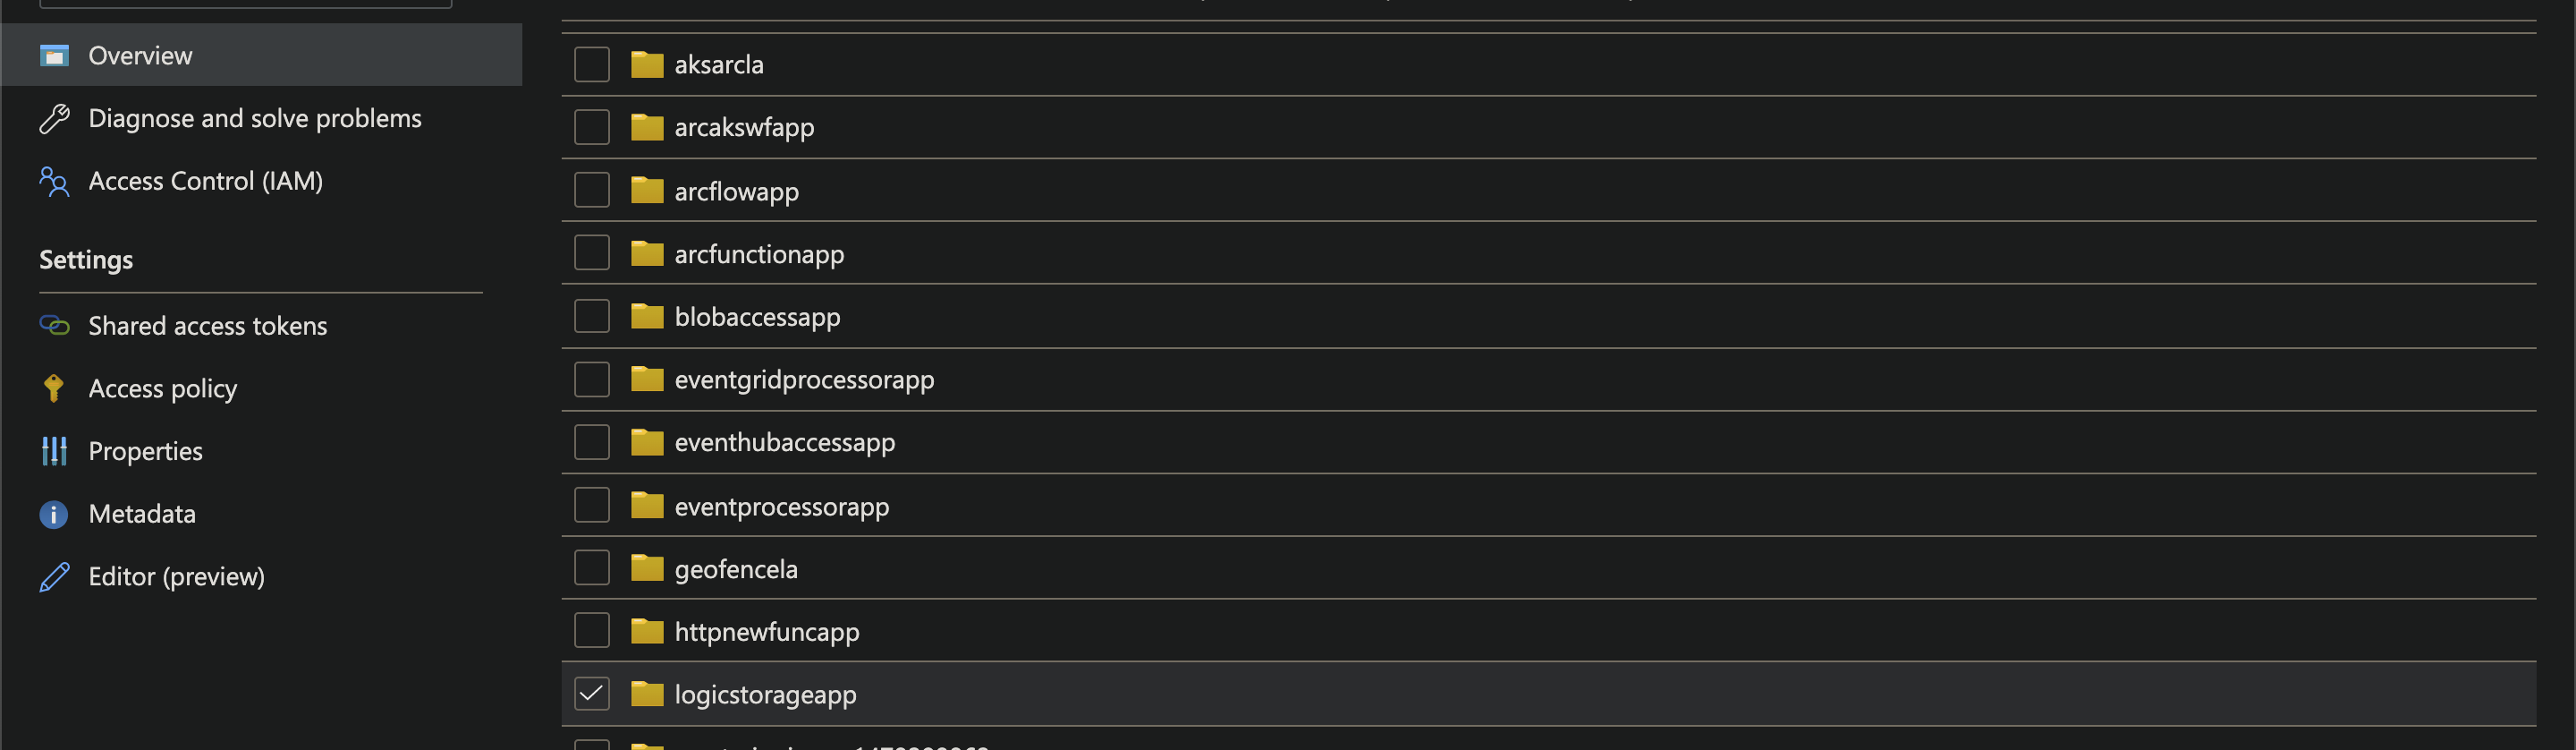 Overview
Diagnose and solve problems
Access Control (IAM)
Settings
Shared access tokens
Access policy
Properties
Metadata
Editor (preview)
aksarcla
arcakswfapp
arcflowapp
arcfunctionapp
blobaccessapp
eventgridprocessorapp
eventhubaccessapp
eventprocessorapp
geofencela
httpnewfuncapp
logicstorageapp